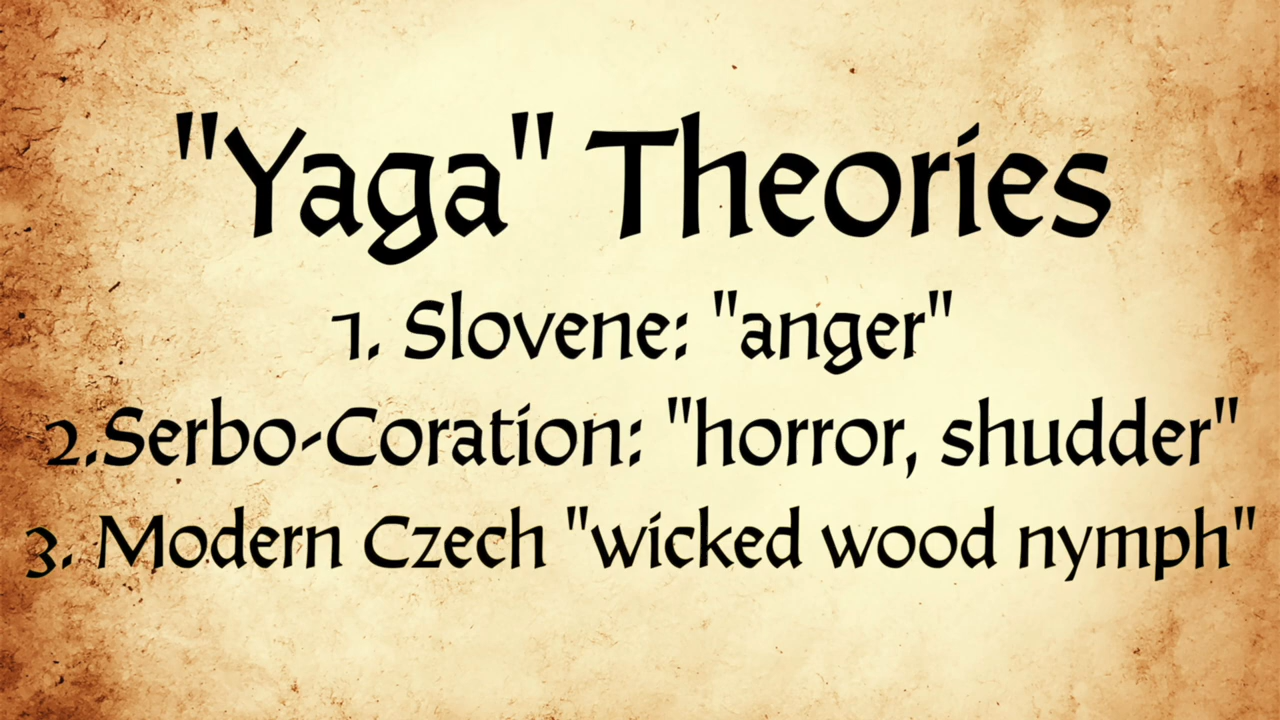 "Yaga" Theories
1. Slovene: "anger"
2.Serbo-Coration: "horror, shudder"
3. Modern Czech "wicked wood nymph"